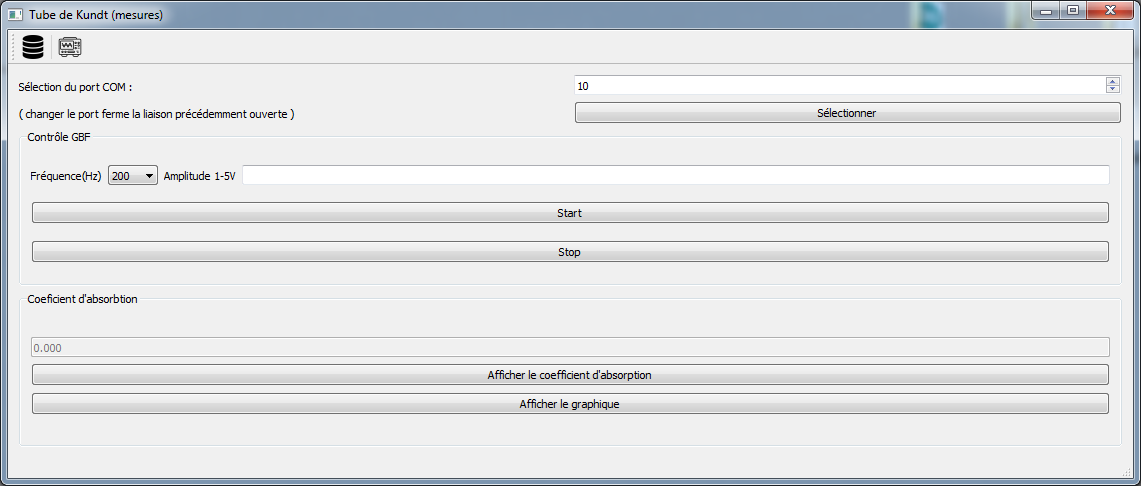 Tube de Kundt (mesures)
Sélection du port COM :
10
( changer le port ferme la liaison précédemment ouverte )
Sélectionner
Contrôle GBF
Fréquence(Hz) 200 Amplitude 1-5V
Start
Stop
Coeficient d'absorbtion
0.000
Afficher le coefficient d'absorption
Afficher le graphique